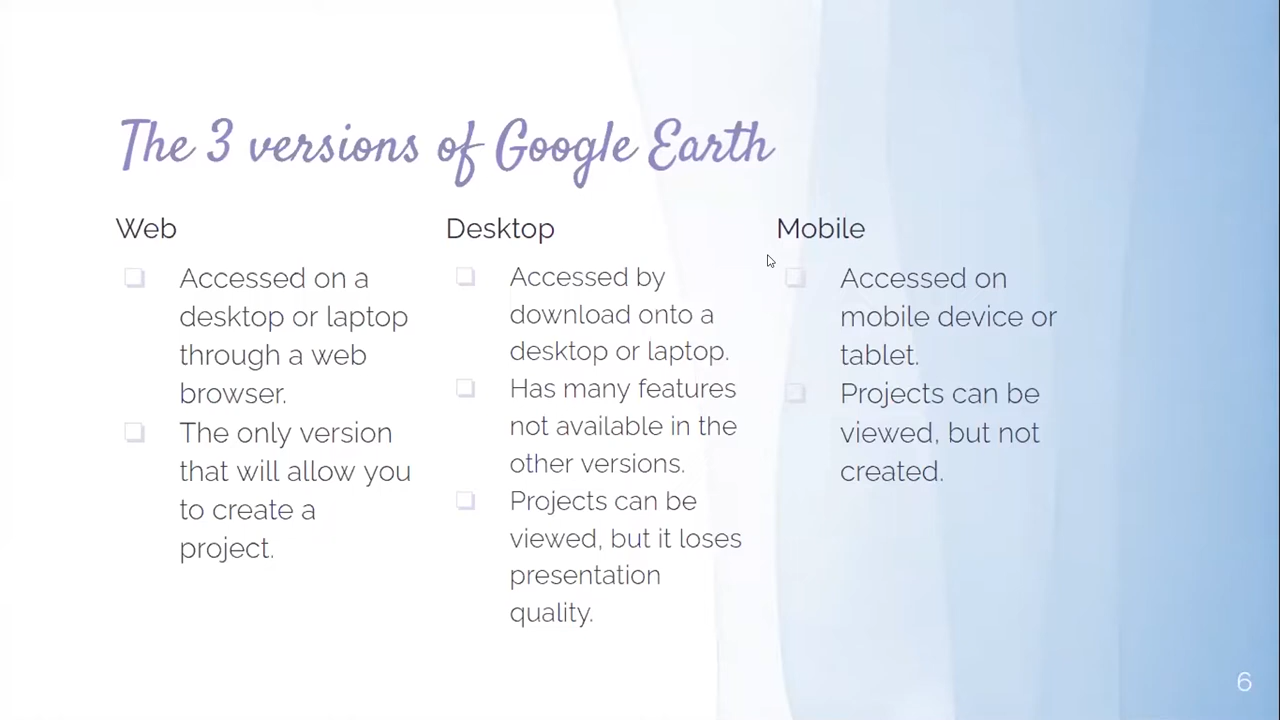 The 3 versions of Google Earth
Web
Accessed on a
desktop or laptop
through a web
browser.
The only version
that will allow you
to create a
project.
Desktop
Accessed by
download onto a
desktop or laptop.
Has many features
not available in the
other versions.
Projects can be
viewed, but it loses
presentation
quality.
Mobile
Accessed on
mobile device or
tablet.
Projects can be
viewed, but not
created.
6